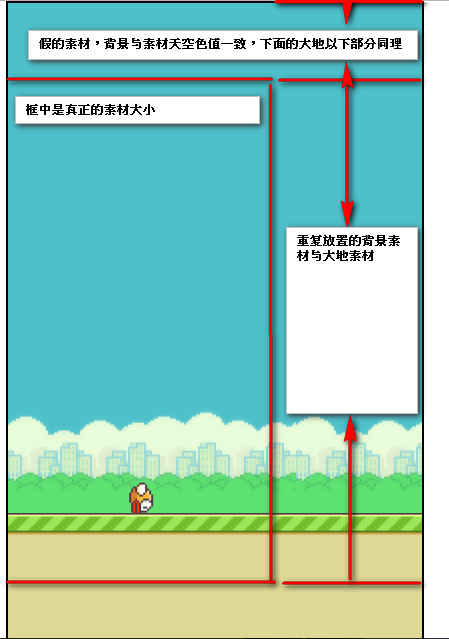 假的素材，背景与素材天空色值一致，下面的大地以下部分同理
框中是真正的素材大小
重复放置的背景素
材与大地素材